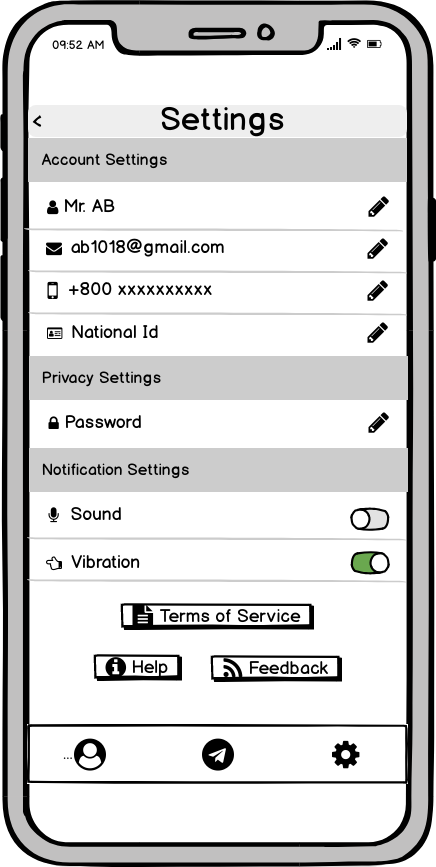 09:52 AM
<
Settings
Account Settings
Mr. AB
ab1018@gmail.com
+800 xxxxxxxxxx
National Id
Privacy Settings
Password
Notification Settings
Sound
Vibration
Terms of Service
Help
Feedback
...